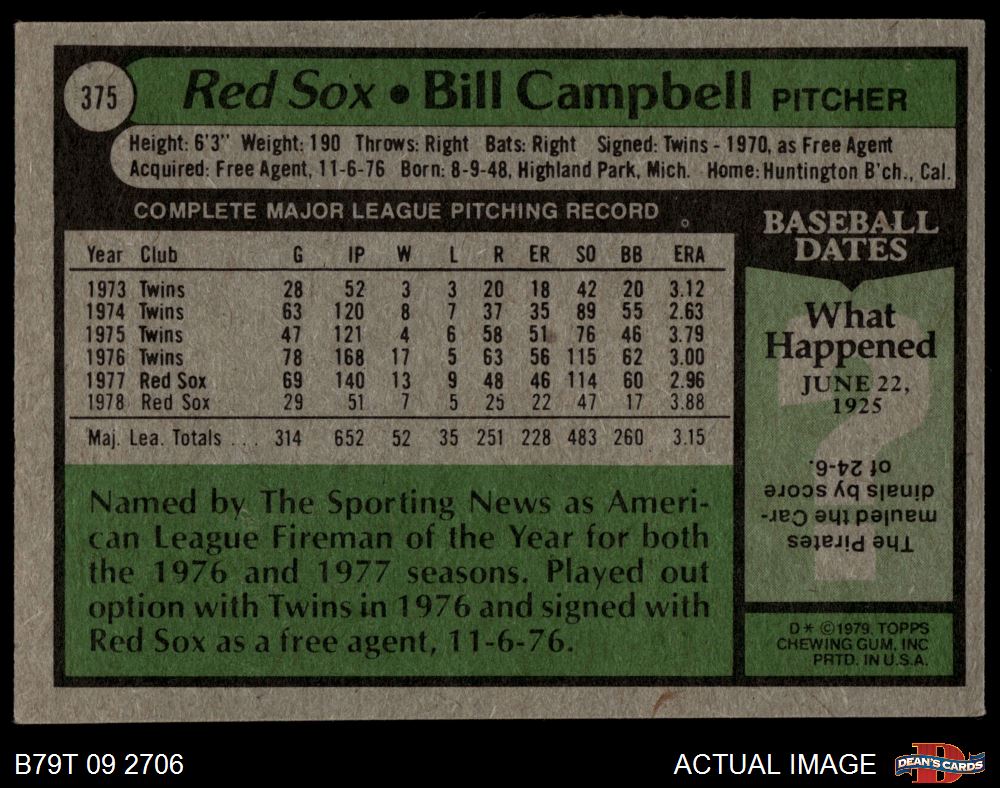 375
Red Sox • Bill Campbell PITCHER
Height: 6'3" Weight: 190 Throws: Right Bats: Right Signed: Twins - 1970, as Free Agent
Acquired: Free Agent, 11-6-76 Born: 8-9-48, Highland Park, Mich. Home: Huntington B'ch., Cal.
COMPLETE MAJOR LEAGUE PITCHING RECORD
Year Club G IP W L R ER SO BB ERA
1973 Twins 28 52 3 3 20 18 42 20 3.12
1974 Twins 63 120 8 7 37 35 89 55 2.63
1975 Twins 47 121 4 6 58 51 76 46 3.79
1976 Twins 78 168 17 5 63 56 115 62 3.00
1977 Red Sox 69 140 13 9 48 46 114 60 2.96
1978 Red Sox 29 51 7 5 25 22 47 17 3.88
Maj. Lea. Totals . . . 314 652 52 35 251 228 483 260 3.15
Named by The Sporting News as Ameri-
can League Fireman of the Year for both
the 1976 and 1977 seasons. Played out
option with Twins in 1976 and signed with
Red Sox as a free agent, 11-6-76.
BASEBALL
DATES
What
Happened
JUNE 22,
1925
?
The Pirates
mauled the Car-
dinals by score
of 24-6.
D* ©1979, TOPPS
CHEWING GUM, INC
PRTD. IN U.S.A.
B79T 09 2706
ACTUAL IMAGE
D
DEAN'S CARDS